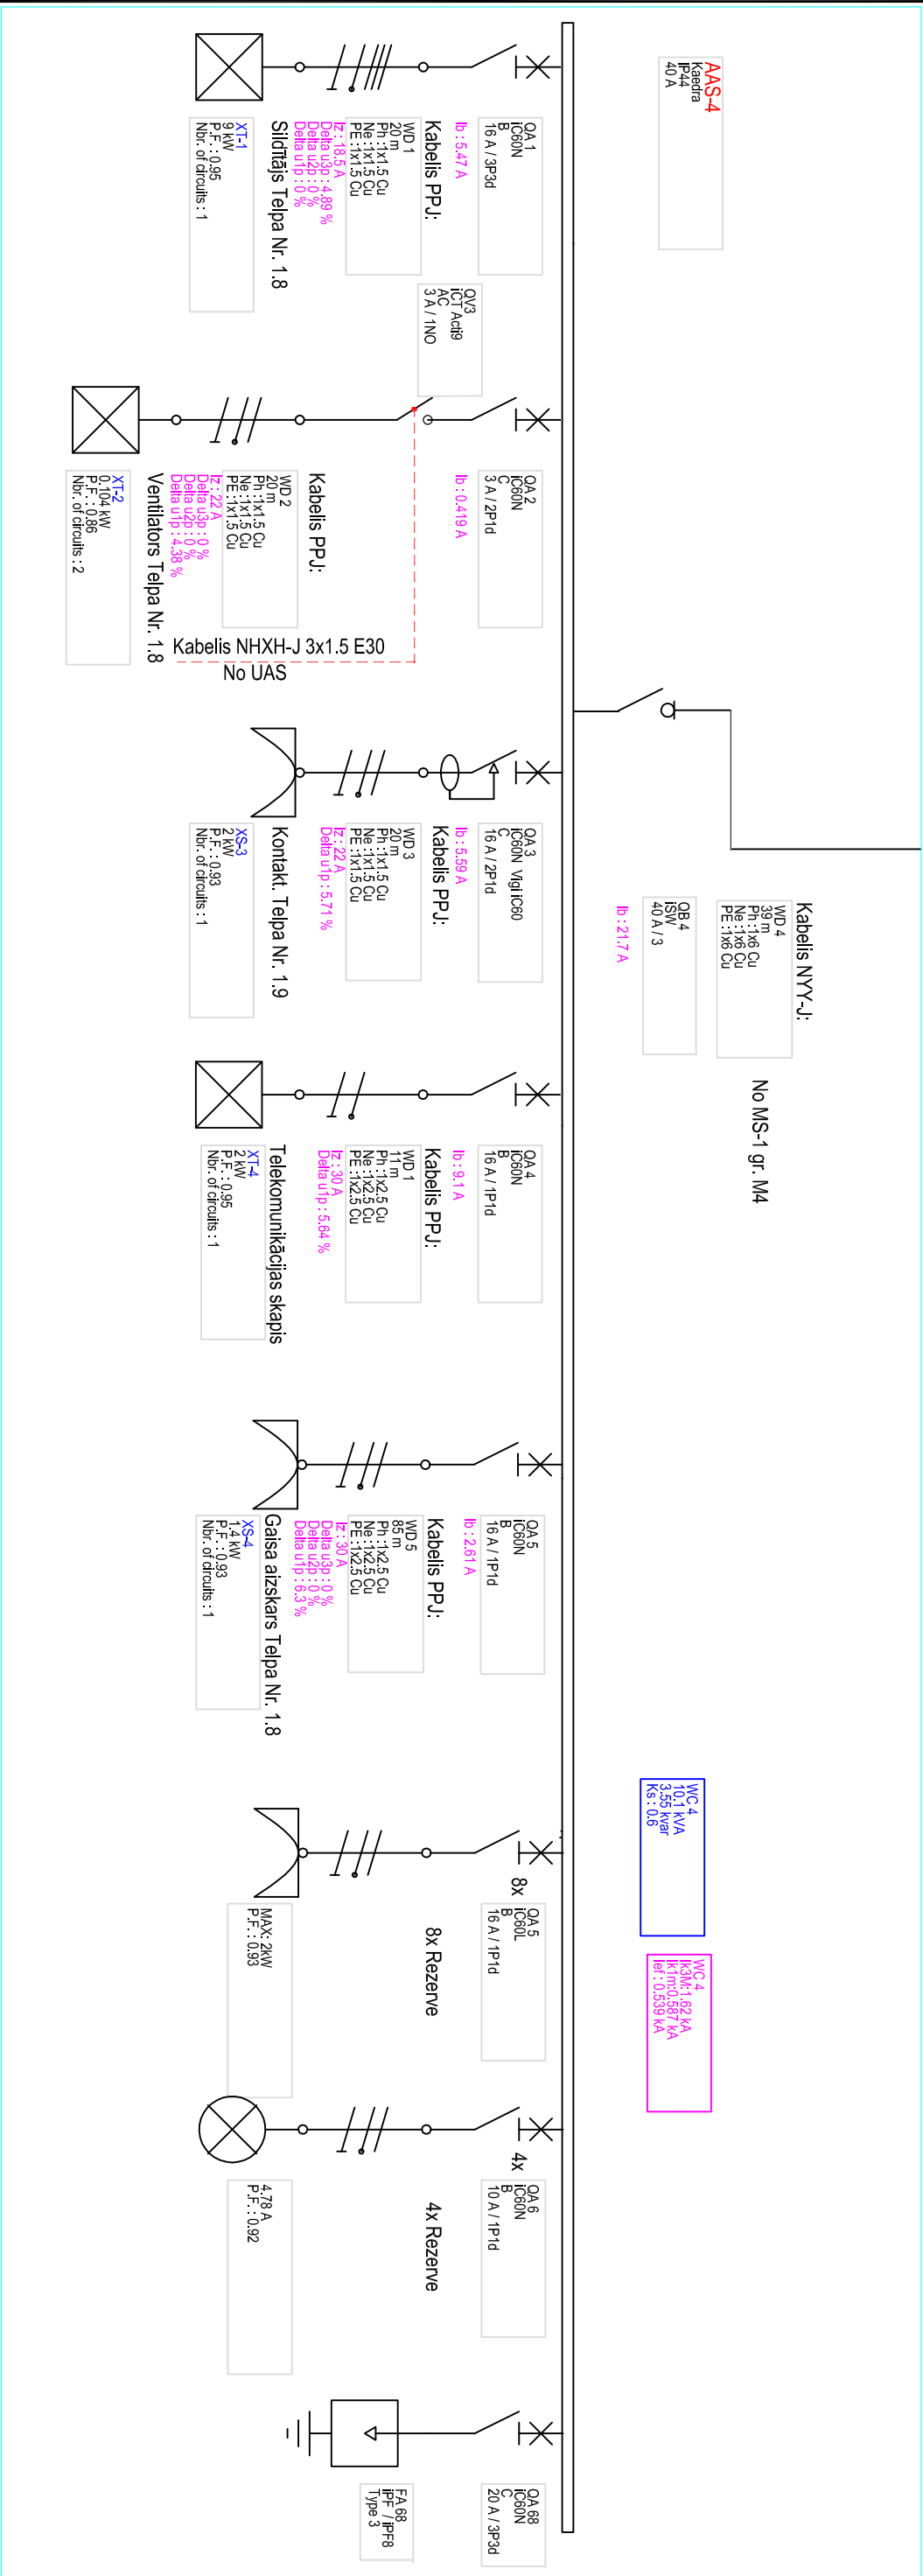 AAS-4
Kaedra
IP44
40 A
Kabelis NYY-J:
WD 4
39 m
Ph :1x6 Cu
Ne :1x6 Cu
PE :1x6 Cu
No MS-1 gr. M4
QB 4
iSW
40 A / 3
Ib : 21.7 A
WC 4
10.1 kVA
3.55 kvar
Ks : 0.6
WC 4
Ik3M:1.62 kA
Ik1m:0.587 kA
Ief : 0.539 kA
QA 1
iC60N
B
16 A / 3P3d
Ib : 5.47 A
Kabelis PPJ:
WD 1
20 m
Ph :1x1.5 Cu
Ne :1x1.5 Cu
PE :1x1.5 Cu
Iz : 18.5 A
Delta u3p : 4.89 %
Delta u2p : 0 %
Delta u1p : 0 %
Sildītājs Telpa Nr. 1.8
XT-1
9 kW
P.F. : 0.95
Nbr. of circuits : 1
QV3
iCT Acti9
AC
3 A / 1NO
QA 2
iC60N
C
3 A / 2P1d
Ib : 0.419 A
Kabelis PPJ:
WD 2
20 m
Ph :1x1.5 Cu
Ne :1x1.5 Cu
PE :1x1.5 Cu
Iz : 22 A
Delta u3p : 0 %
Delta u2p : 0 %
Delta u1p : 4.38 %
Ventilators Telpa Nr. 1.8
XT-2
0.104 kW
P.F. : 0.86
Nbr. of circuits : 2
Kabelis NHXH-J 3x1.5 E30
No UAS
QA 3
iC60N Vigi iC60
C
16 A / 2P1d
Ib : 5.59 A
Kabelis PPJ:
WD 3
20 m
Ph :1x1.5 Cu
Ne :1x1.5 Cu
PE :1x1.5 Cu
Iz : 22 A
Delta u1p : 5.71 %
Kontakt. Telpa Nr. 1.9
XS-3
2 kW
P.F. : 0.93
Nbr. of circuits : 1
QA 4
iC60N
B
16 A / 1P1d
Ib : 9.1 A
Kabelis PPJ:
WD 1
11 m
Ph :1x2.5 Cu
Ne :1x2.5 Cu
PE :1x2.5 Cu
Iz : 30 A
Delta u1p : 5.64 %
Telekomunikācijas skapis
XT-4
2 kW
P.F. : 0.95
Nbr. of circuits : 1
QA 5
iC60N
B
16 A / 1P1d
Ib : 2.61 A
Kabelis PPJ:
WD 5
85 m
Ph :1x2.5 Cu
Ne :1x2.5 Cu
PE :1x2.5 Cu
Iz : 30 A
Delta u3p : 0 %
Delta u2p : 0 %
Delta u1p : 6.3 %
Gaisa aizskars Telpa Nr. 1.8
XS-4
1.4 kW
P.F. : 0.93
Nbr. of circuits : 1
8x
QA 5
iC60L
B
16 A / 1P1d
8x Rezerve
MAX: 2kW
P.F. : 0.93
4x
QA 6
iC60N
B
10 A / 1P1d
4x Rezerve
4.78 A
P.F. : 0.92
QA 68
iC60N
C
20 A / 3P3d
FA 68
iPF / iPF8
Type 3